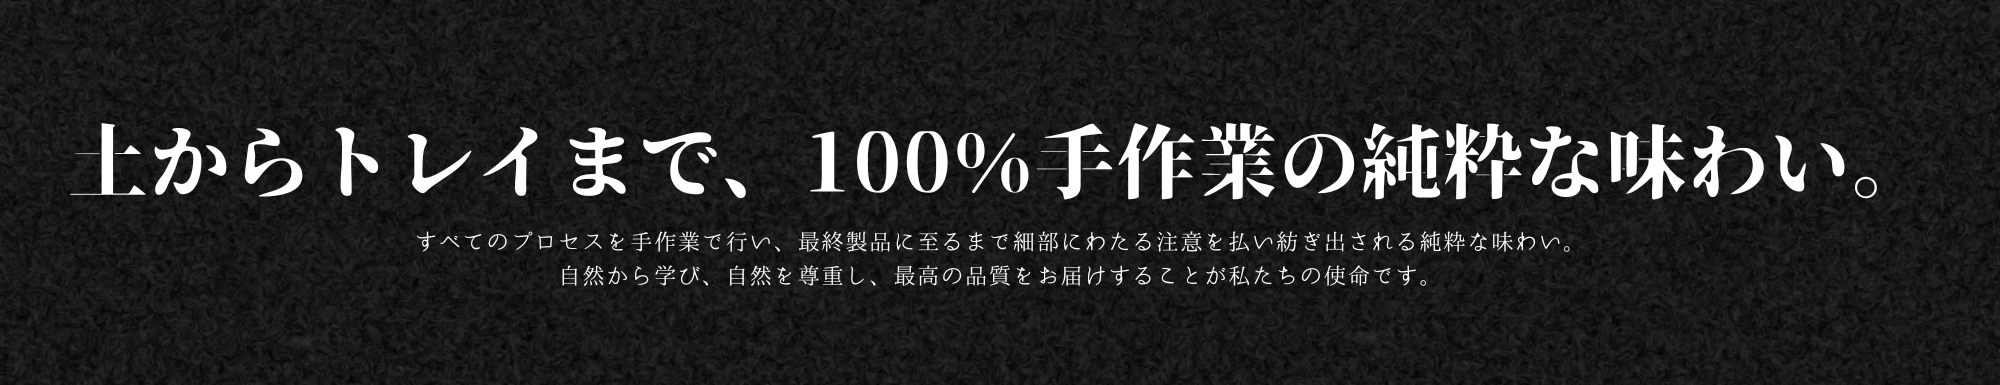 土からトレイまで、100%手作業の純粋な味わい。
すべてのプロセスを手作業で行い、最終製品に至るまで細部にわたる注意を払い紡ぎ出される純粋な味わい。
自然から学び、自然を尊重し、最高の品質をお届けすることが私たちの使命です。